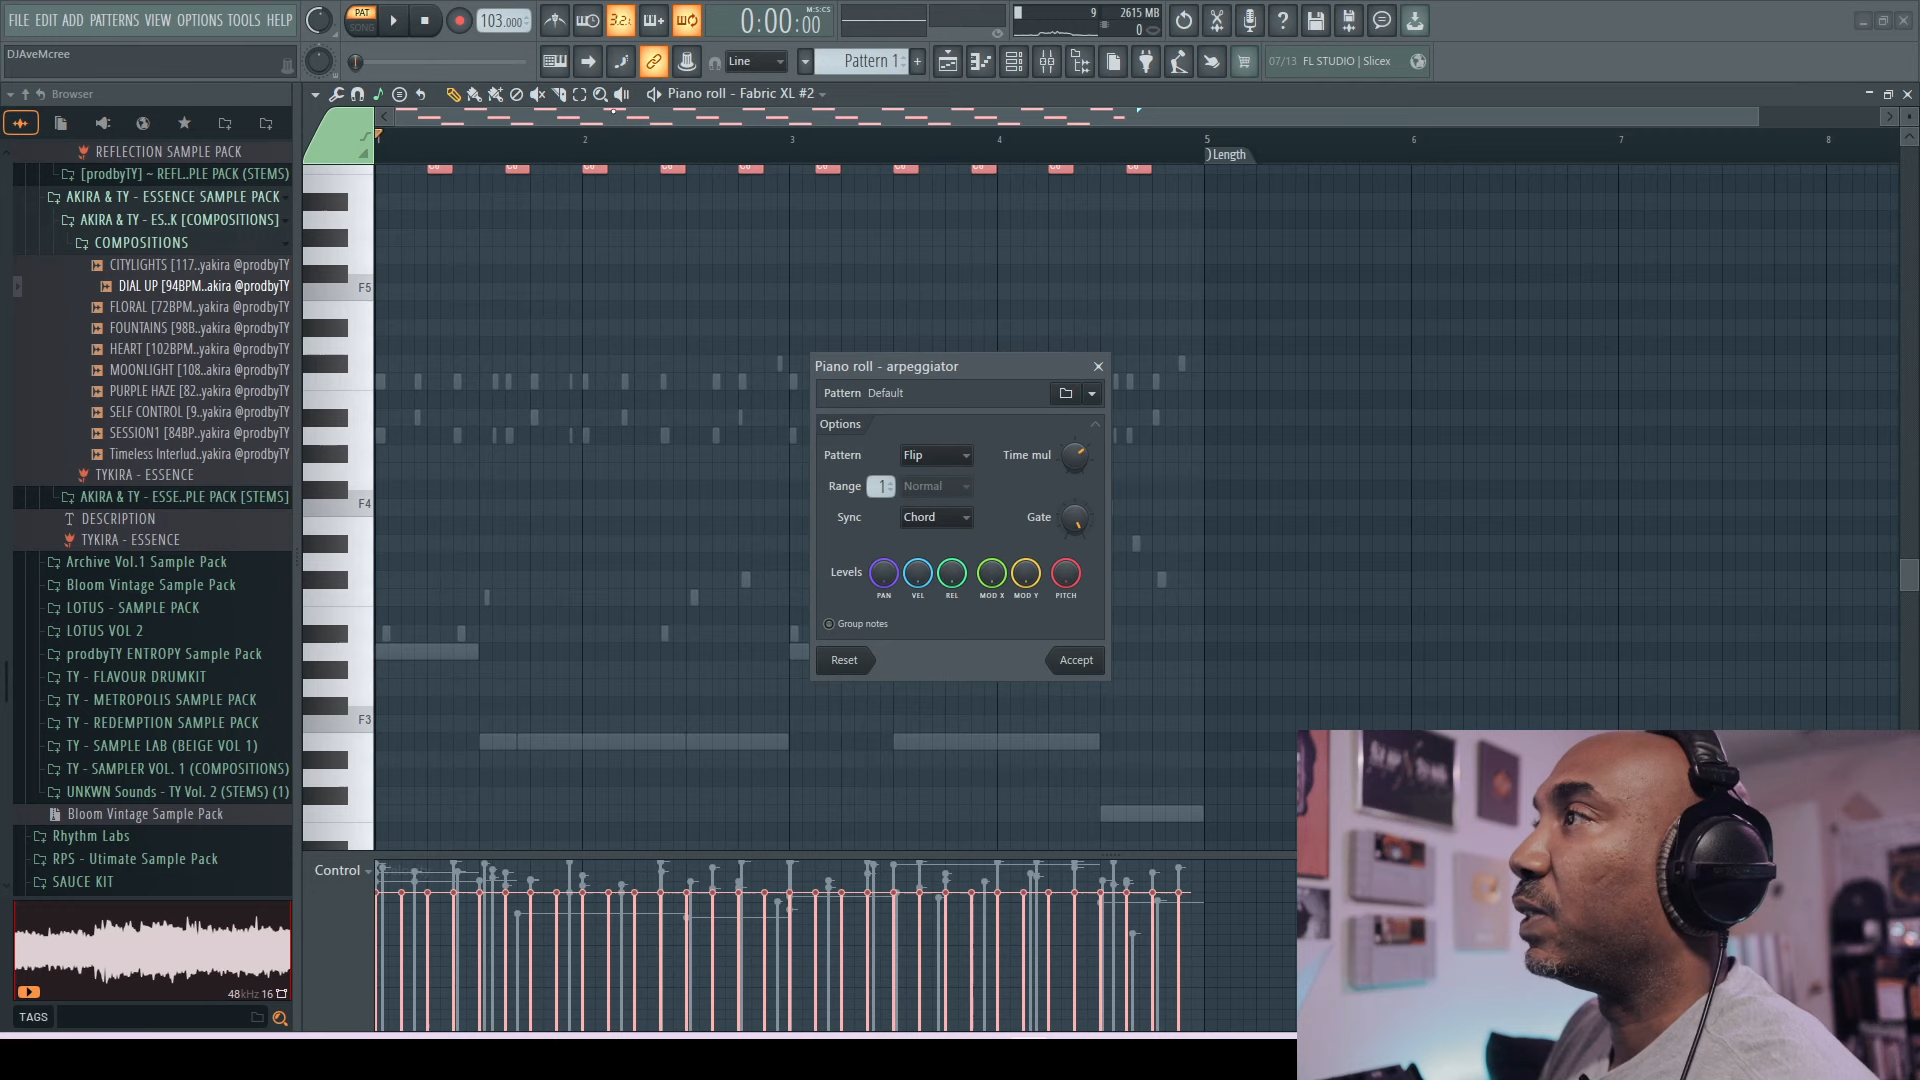 FILE EDIT ADD PATTERNS VIEW OPTIONS TOOLS HELP
PAT
SONG
103.000
3.2.
M:S:CS
0:00:00
9
2615 MB
0
DJAveMcree
Line
Pattern 1
+
07/13 FL STUDIO | Slicex
Browser
Piano roll - Fabric XL #2
REFLECTION SAMPLE PACK
[prodbyTY] ~ REFL..PLE PACK (STEMS)
AKIRA & TY - ESSENCE SAMPLE PACK
AKIRA & TY - ES..K [COMPOSITIONS]
COMPOSITIONS
CITYLIGHTS [117..yakira @prodbyTY
DIAL UP [94BPM..akira @prodbyTY
FLORAL [72BPM..yakira @prodbyTY
FOUNTAINS [98B..yakira @prodbyTY
HEART [102BPM..yakira @prodbyTY
MOONLIGHT [108..yakira @prodbyTY
PURPLE HAZE [82..yakira @prodbyTY
SELF CONTROL [9..yakira @prodbyTY
SESSION1 [84BP..yakira @prodbyTY
Timeless Interlud..yakira @prodbyTY
TYKIRA - ESSENCE
AKIRA & TY - ESSE..PLE PACK [STEMS]
DESCRIPTION
TYKIRA - ESSENCE
Archive Vol.1 Sample Pack
Bloom Vintage Sample Pack
LOTUS - SAMPLE PACK
LOTUS VOL 2
prodbyTY ENTROPY Sample Pack
TY - FLAVOUR DRUMKIT
TY - METROPOLIS SAMPLE PACK
TY - REDEMPTION SAMPLE PACK
TY - SAMPLE LAB (BEIGE VOL 1)
TY - SAMPLER VOL. 1 (COMPOSITIONS)
UNKWN Sounds - TY Vol. 2 (STEMS) (1)
Bloom Vintage Sample Pack
Rhythm Labs
RPS - Utimate Sample Pack
SAUCE KIT
48kHz 16
TAGS
1 2 3 4 5 6 7 8
Length
F5
F4
F3
Control
Piano roll - arpeggiator
Pattern Default
Options
Pattern Flip Time mul
Range 1 Normal
Sync Chord Gate
Levels
PAN VEL REL MOD X MOD Y PITCH
Group notes
Reset Accept